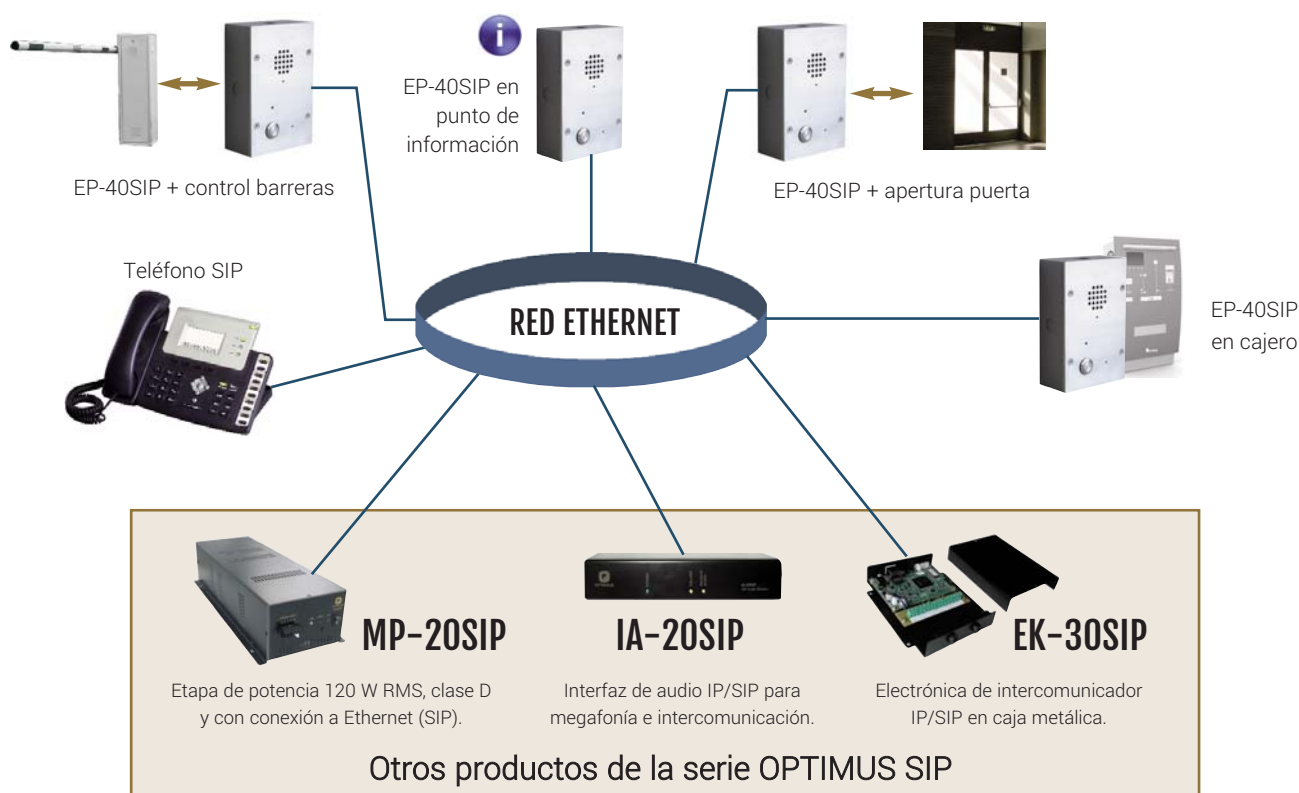 EP-40SIP en
punto de
información
EP-40SIP + control barreras
EP-40SIP + apertura puerta
Teléfono SIP
RED ETHERNET
EP-40SIP
en cajero
OPTIMUS
MP-20SIP
IA-20SIP
EK-30SIP
Etapa de potencia 120 W RMS, clase D
y con conexión a Ethernet (SIP).
Interfaz de audio IP/SIP para
megafonía e intercomunicación.
Electrónica de intercomunicador
IP/SIP en caja metálica.
Otros productos de la serie OPTIMUS SIP